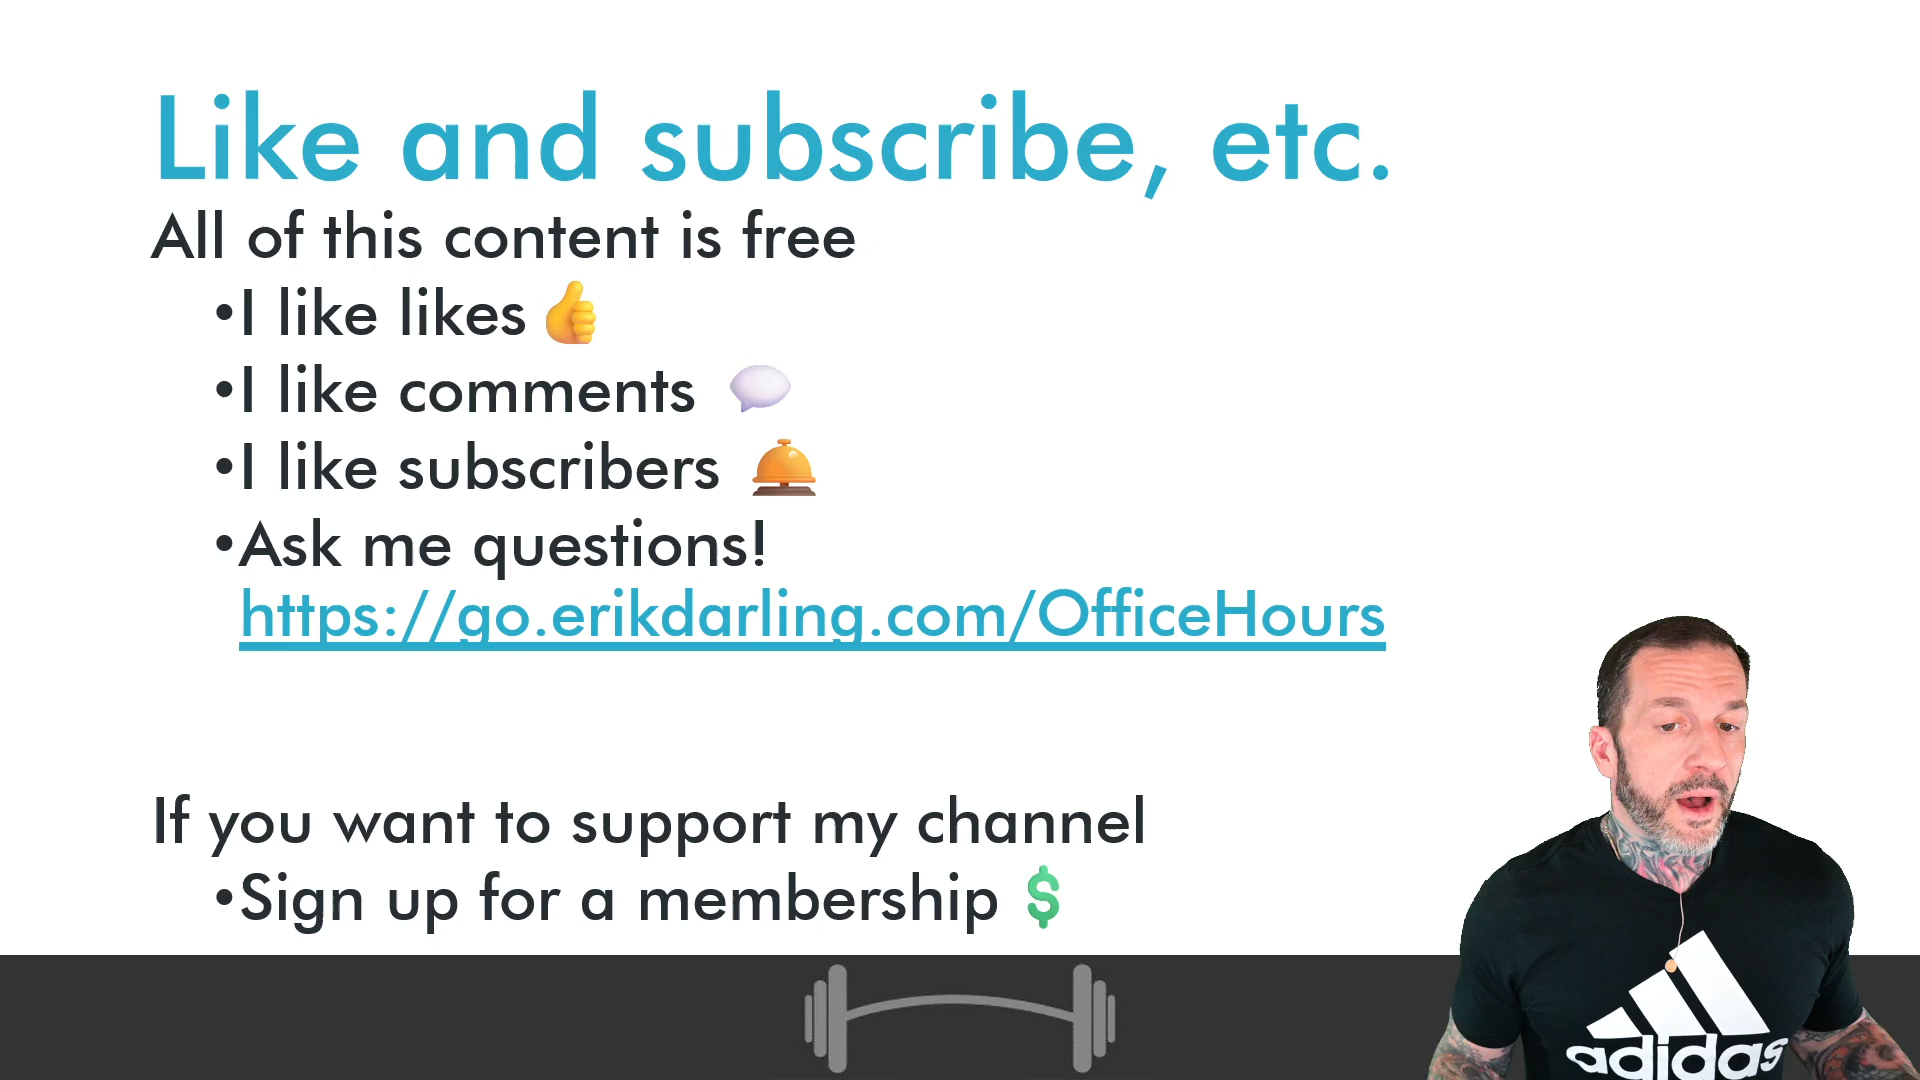 Like and subscribe, etc.
All of this content is free
•I like likes 👍
•I like comments 💬
•I like subscribers 🛎️
•Ask me questions!
https://go.erikdarling.com/OfficeHours
If you want to support my channel
•Sign up for a membership 💲
adidas